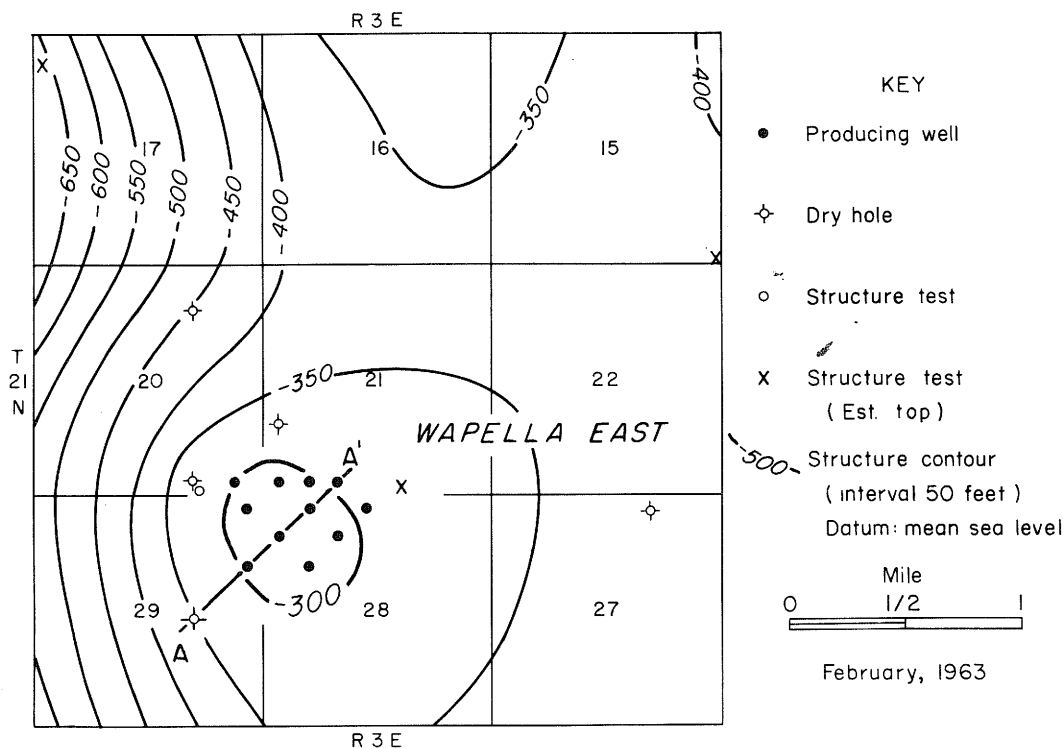 R 3 E
-650
-600
-550
-500
-450
-400
-350
-400
17
16
15
T
21
N
20
21
22
-350
WAPELLA EAST
A'
29
28
27
-300
A
R 3 E
KEY
Producing well
Dry hole
Structure test
X Structure test
(Est. top)
-500- Structure contour
(interval 50 feet)
Datum: mean sea level
Mile
0 1/2 1
February, 1963